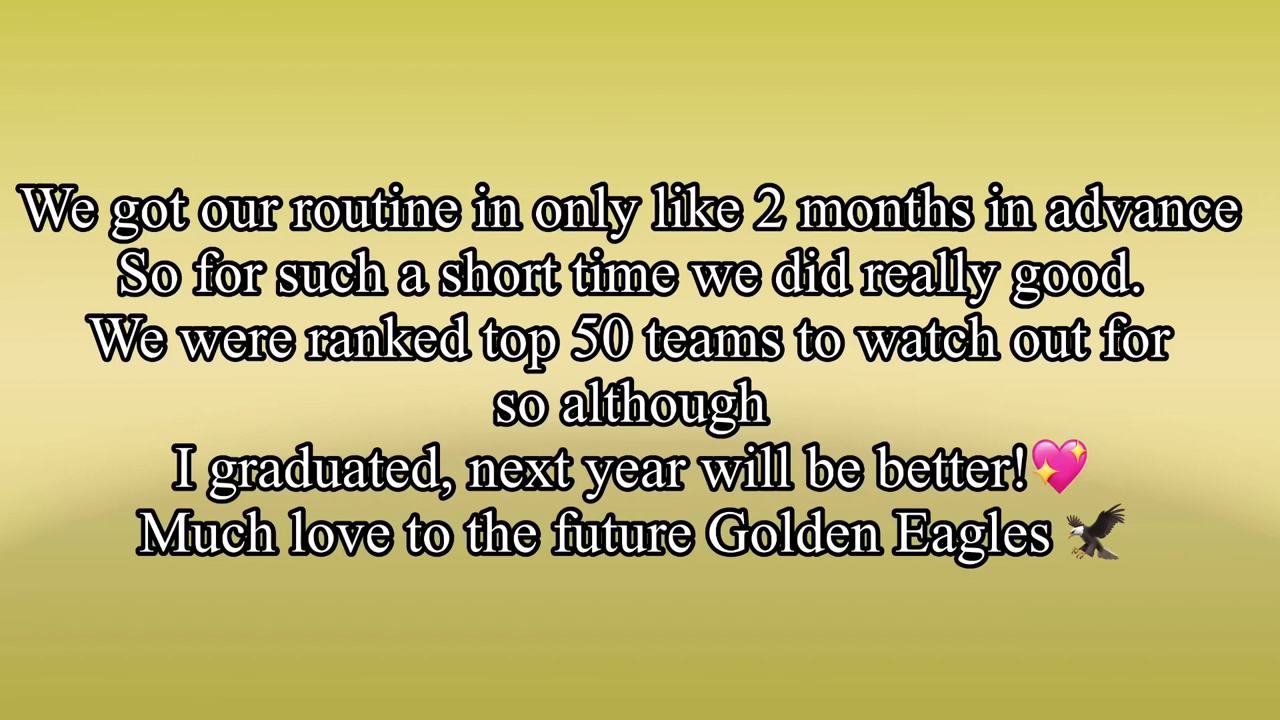 We got our routine in only like 2 months in advance
So for such a short time we did really good.
We were ranked top 50 teams to watch out for
so although
I graduated, next year will be better!💖
Much love to the future Golden Eagles 🦅